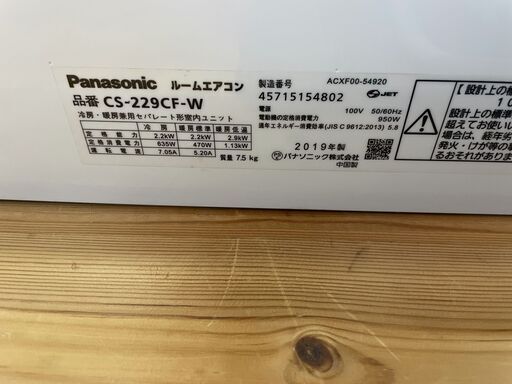 Panasonic ルームエアコン
品番 CS-229CF-W
冷房・暖房兼用セパレート形室内ユニット
冷房 暖房標準 暖房低温
定格能力 2.2kW 2.2kW 2.9kW
定格消費電力 635W 470W 1.13kW
運転電流 7.05A 5.20A
質量 7.5 kg
製造番号 ACXF00-54920
45715154802 JET
電源 100V 50/60Hz
電動機の定格消費電力 950W
通年エネルギー消費効率(JIS C 9612:2013) 5.8
2019年製
パナソニック株式会社
中国製
【設計上の標
10
設計上の標
超えてお使い
場合は、経年劣
発火・けが等の事
るおそれがありま